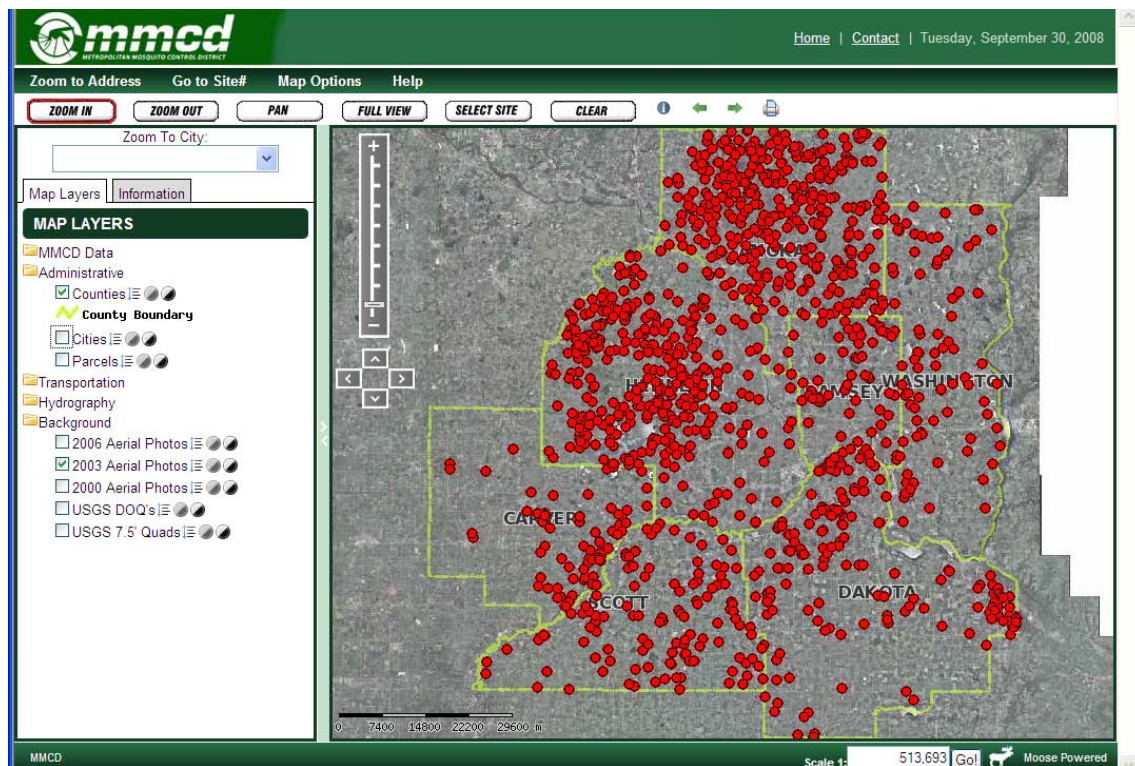 mmcd
METROPOLITAN MOSQUITO CONTROL DISTRICT
Home | Contact | Tuesday, September 30, 2008
Zoom to Address Go to Site# Map Options Help
ZOOM IN ZOOM OUT PAN FULL VIEW SELECT SITE CLEAR
Zoom To City:
Map Layers Information
MAP LAYERS
MMCD Data
Administrative
Counties
County Boundary
Cities
Parcels
Transportation
Hydrography
Background
2006 Aerial Photos
2003 Aerial Photos
2000 Aerial Photos
USGS DOQ's
USGS 7.5' Quads
WASHINGTON
CARVER
SCOTT
DAKOTA
0 7400 14800 22200 29600 m
MMCD
Scale 1: 513,693 Go! Moose Powered